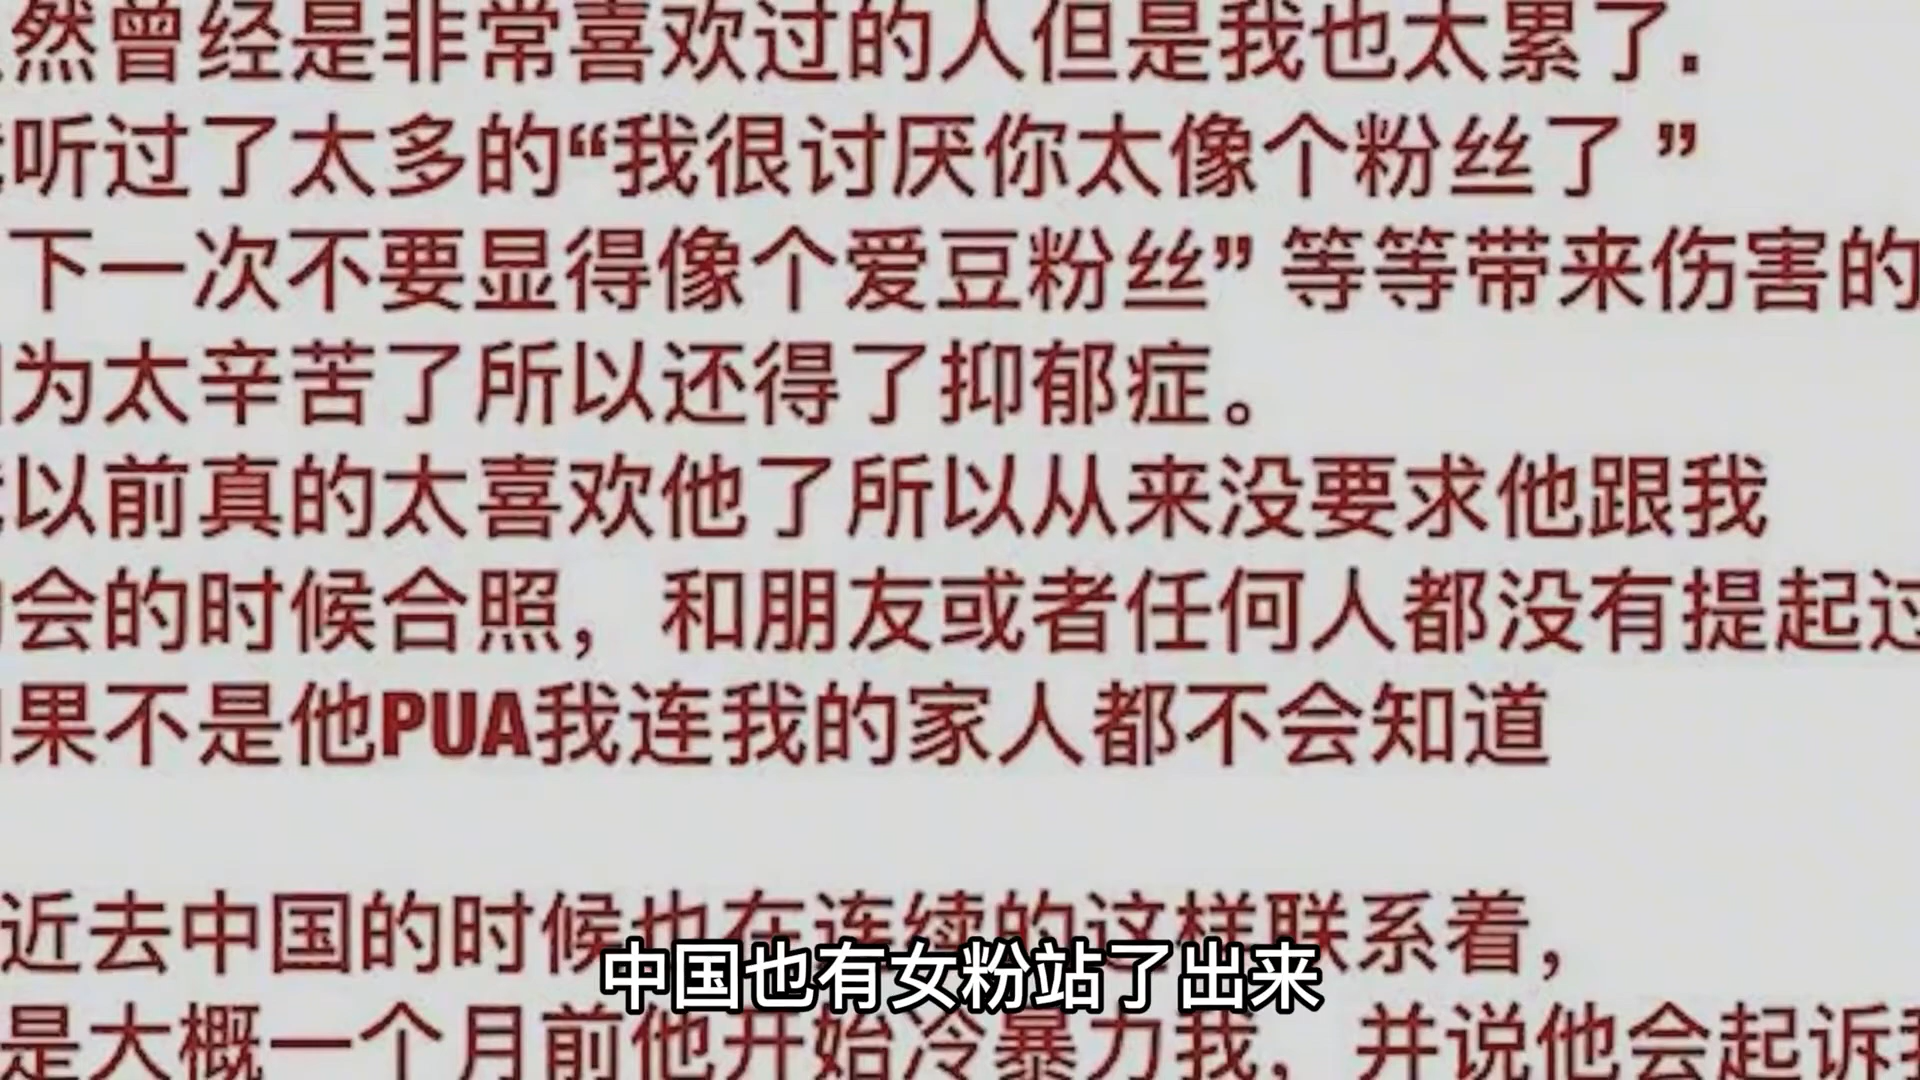 然曾经是非常喜欢过的人但是我也太累了.
听过了太多的“我很讨厌你太像个粉丝了 ”
下一次不要显得像个爱豆粉丝” 等等带来伤害的
为太辛苦了所以还得了抑郁症。
以前真的太喜欢他了所以从来没要求他跟我
会的时候合照，和朋友或者任何人都没有提起过
果不是他PUA我连我的家人都不会知道
近去中国的时候也在连续的这样联系着，
中国也有女粉站了出来
是大概一个月前他开始冷暴力我，并说他会起诉我